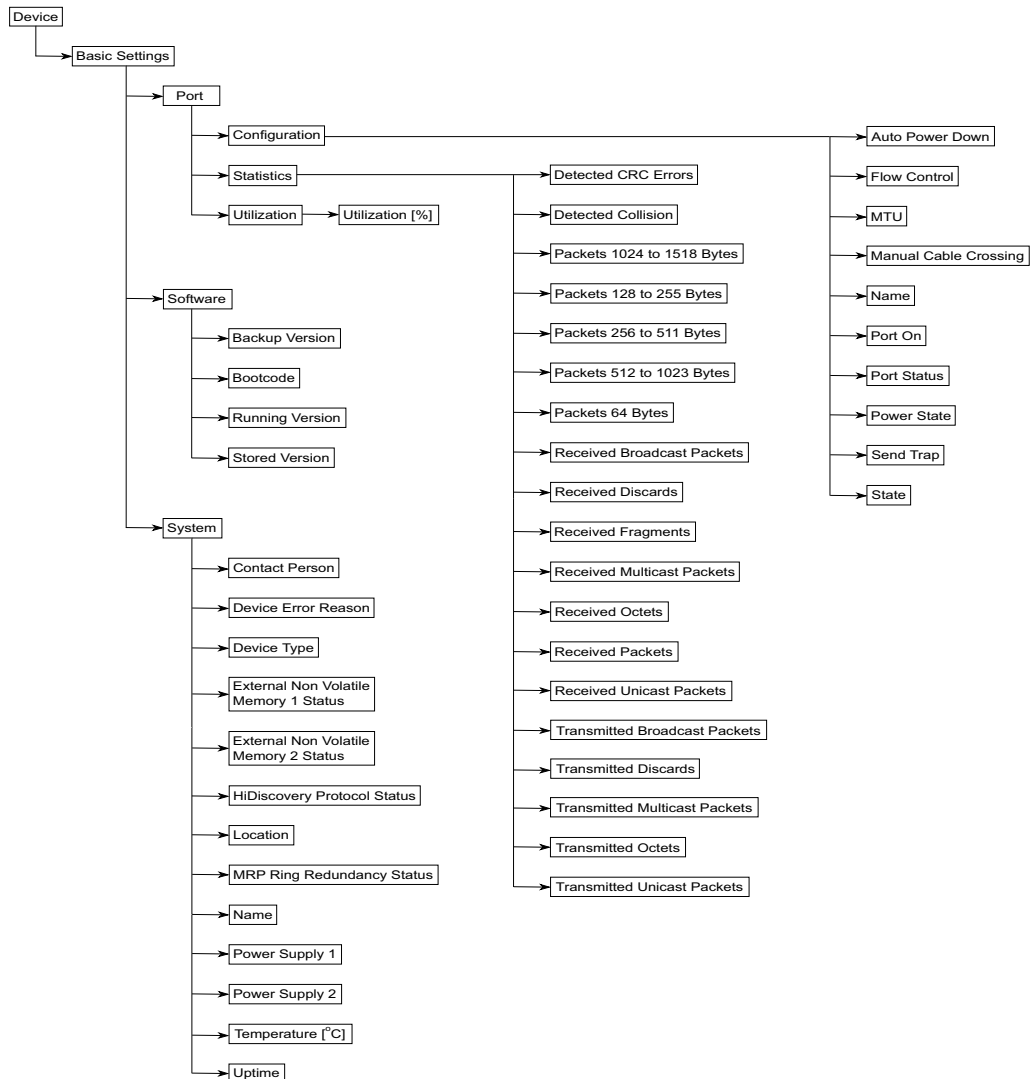 Device
Basic Settings
Port
Configuration
Auto Power Down
Flow Control
MTU
Manual Cable Crossing
Name
Port On
Port Status
Power State
Send Trap
State
Statistics
Detected CRC Errors
Detected Collision
Packets 1024 to 1518 Bytes
Packets 128 to 255 Bytes
Packets 256 to 511 Bytes
Packets 512 to 1023 Bytes
Packets 64 Bytes
Received Broadcast Packets
Received Discards
Received Fragments
Received Multicast Packets
Received Octets
Received Packets
Received Unicast Packets
Transmitted Broadcast Packets
Transmitted Discards
Transmitted Multicast Packets
Transmitted Octets
Transmitted Unicast Packets
Utilization
Utilization [%]
Software
Backup Version
Bootcode
Running Version
Stored Version
System
Contact Person
Device Error Reason
Device Type
External Non Volatile
Memory 1 Status
External Non Volatile
Memory 2 Status
HiDiscovery Protocol Status
Location
MRP Ring Redundancy Status
Name
Power Supply 1
Power Supply 2
Temperature [°C]
Uptime